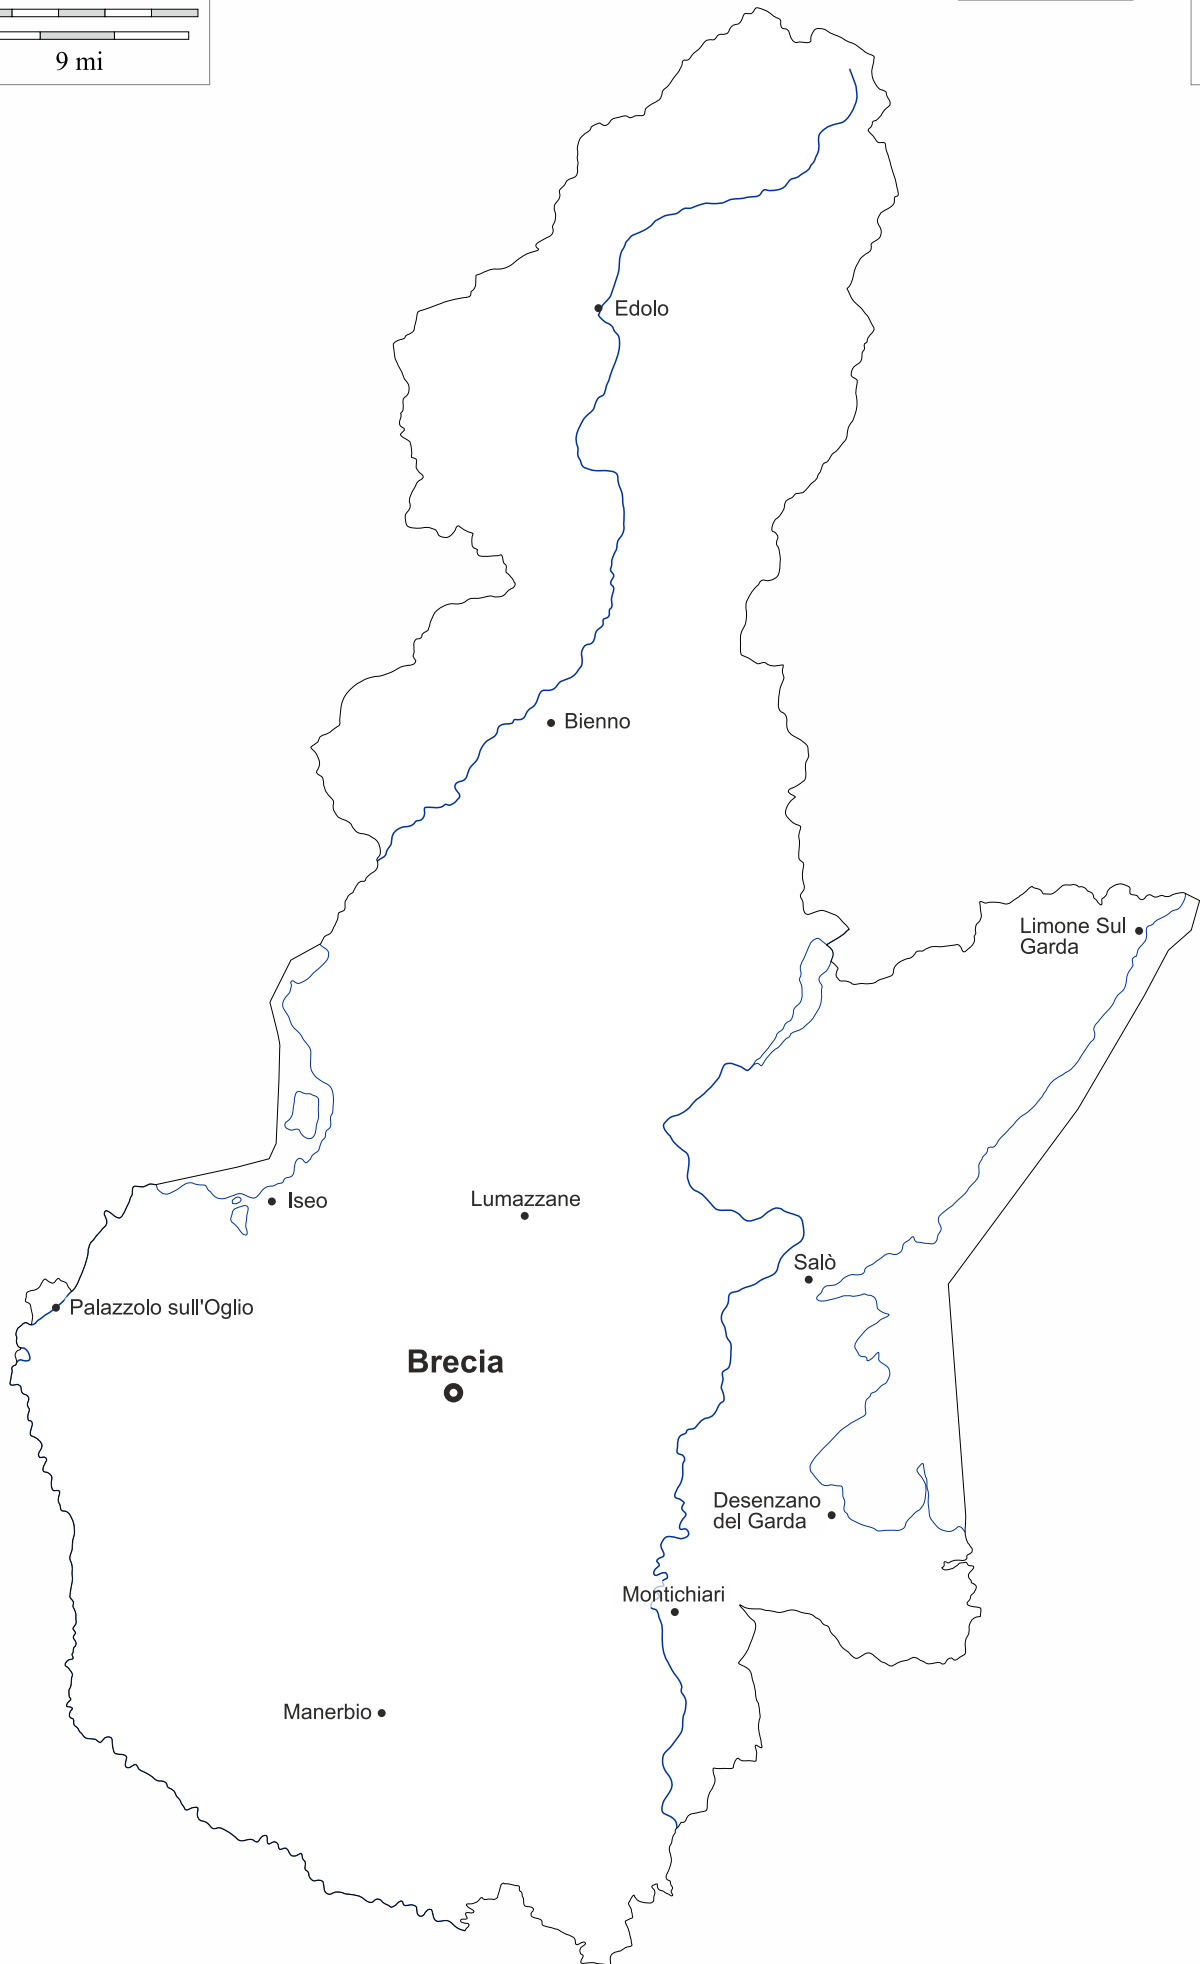 9 mi
Edolo
Bienno
Limone Sul
Garda
Iseo
Lumazzane
Salò
Palazzolo sull'Oglio
Brecia
Desenzano
del Garda
Montichiari
Manerbio